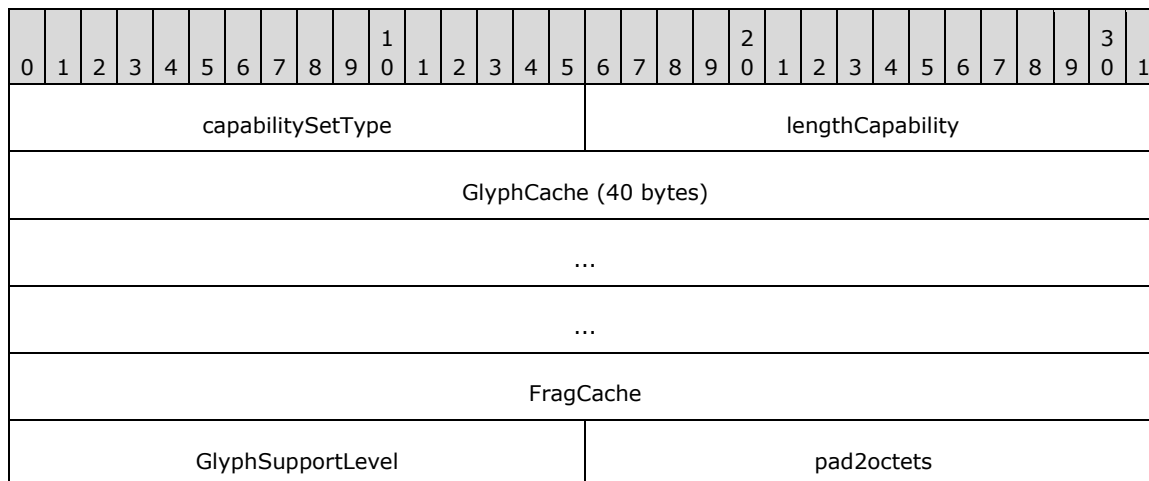 1 2 3
0 1 2 3 4 5 6 7 8 9 0 1 2 3 4 5 6 7 8 9 0 1 2 3 4 5 6 7 8 9 0 1
capabilitySetType lengthCapability
GlyphCache (40 bytes)
...
...
FragCache
GlyphSupportLevel pad2octets